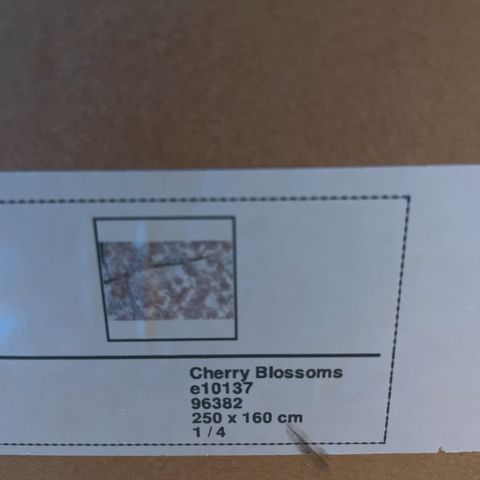 Cherry Blossoms
e10137
96382
250 x 160 cm
1 / 4